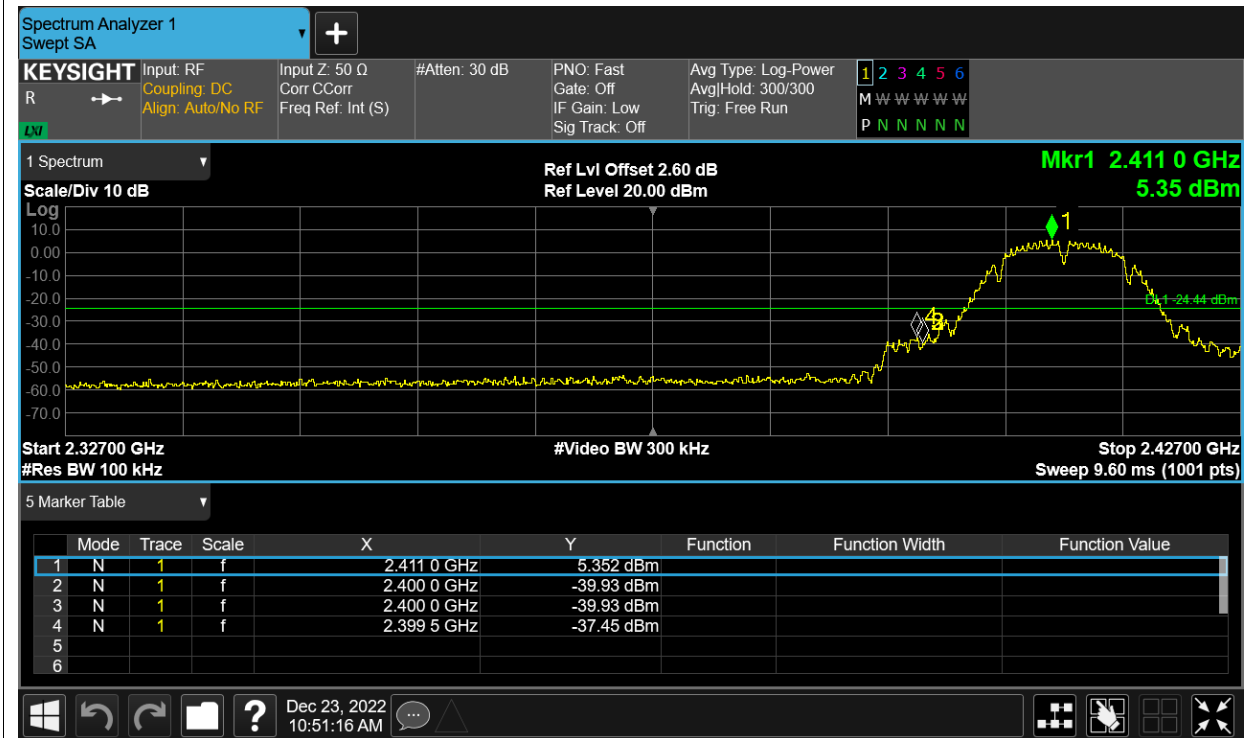 Spectrum Analyzer 1
Swept SA
+
KEYSIGHT Input: RF Input Z: 50 Ω #Atten: 30 dB PNO: Fast Avg Type: Log-Power 1 2 3 4 5 6
R Coupling: DC Corr CCorr Gate: Off Avg|Hold: 300/300 M W W W W W W
Align: Auto/No RF Freq Ref: Int (S) IF Gain: Low Trig: Free Run
LXI Sig Track: Off P N N N N N N
1 Spectrum Ref Lvl Offset 2.60 dB Mkr1 2.411 0 GHz
Scale/Div 10 dB Ref Level 20.00 dBm 5.35 dBm
Log
10.0
0.00
-10.0
-20.0
-30.0
-40.0
-50.0
-60.0
-70.0
1
DL1 -24.44 dBm
4
Start 2.32700 GHz #Video BW 300 kHz Stop 2.42700 GHz
#Res BW 100 kHz Sweep 9.60 ms (1001 pts)
5 Marker Table
Mode Trace Scale X Y Function Function Width Function Value
1 N 1 f 2.411 0 GHz 5.352 dBm
2 N 1 f 2.400 0 GHz -39.93 dBm
3 N 1 f 2.400 0 GHz -39.93 dBm
4 N 1 f 2.399 5 GHz -37.45 dBm
5
6
? Dec 23, 2022
10:51:16 AM